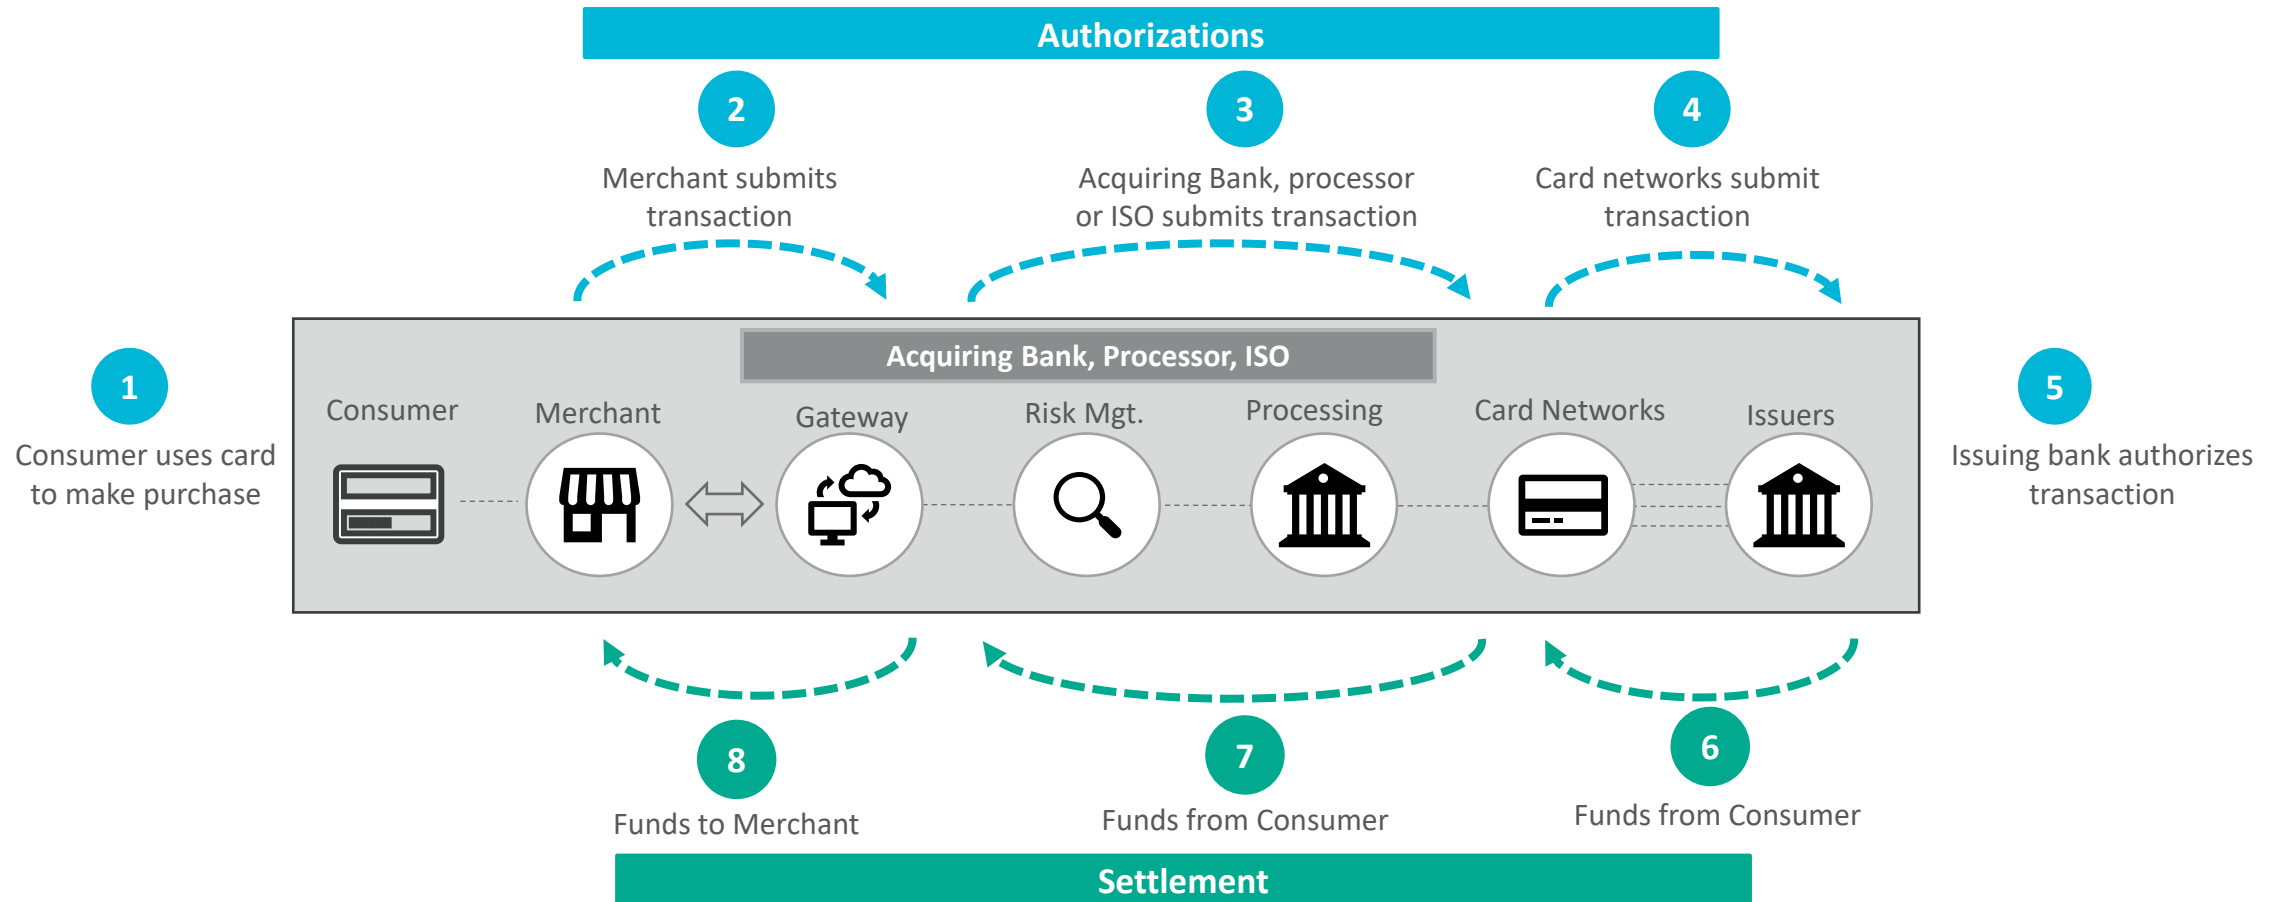 Authorizations
2
3
4
Merchant submits
transaction
Acquiring Bank, processor
or ISO submits transaction
Card networks submit
transaction
Acquiring Bank, Processor, ISO
1
Consumer uses card
to make purchase
Consumer
Merchant
Gateway
Risk Mgt.
Processing
Card Networks
Issuers
5
Issuing bank authorizes
transaction
8
7
6
Funds to Merchant
Funds from Consumer
Funds from Consumer
Settlement